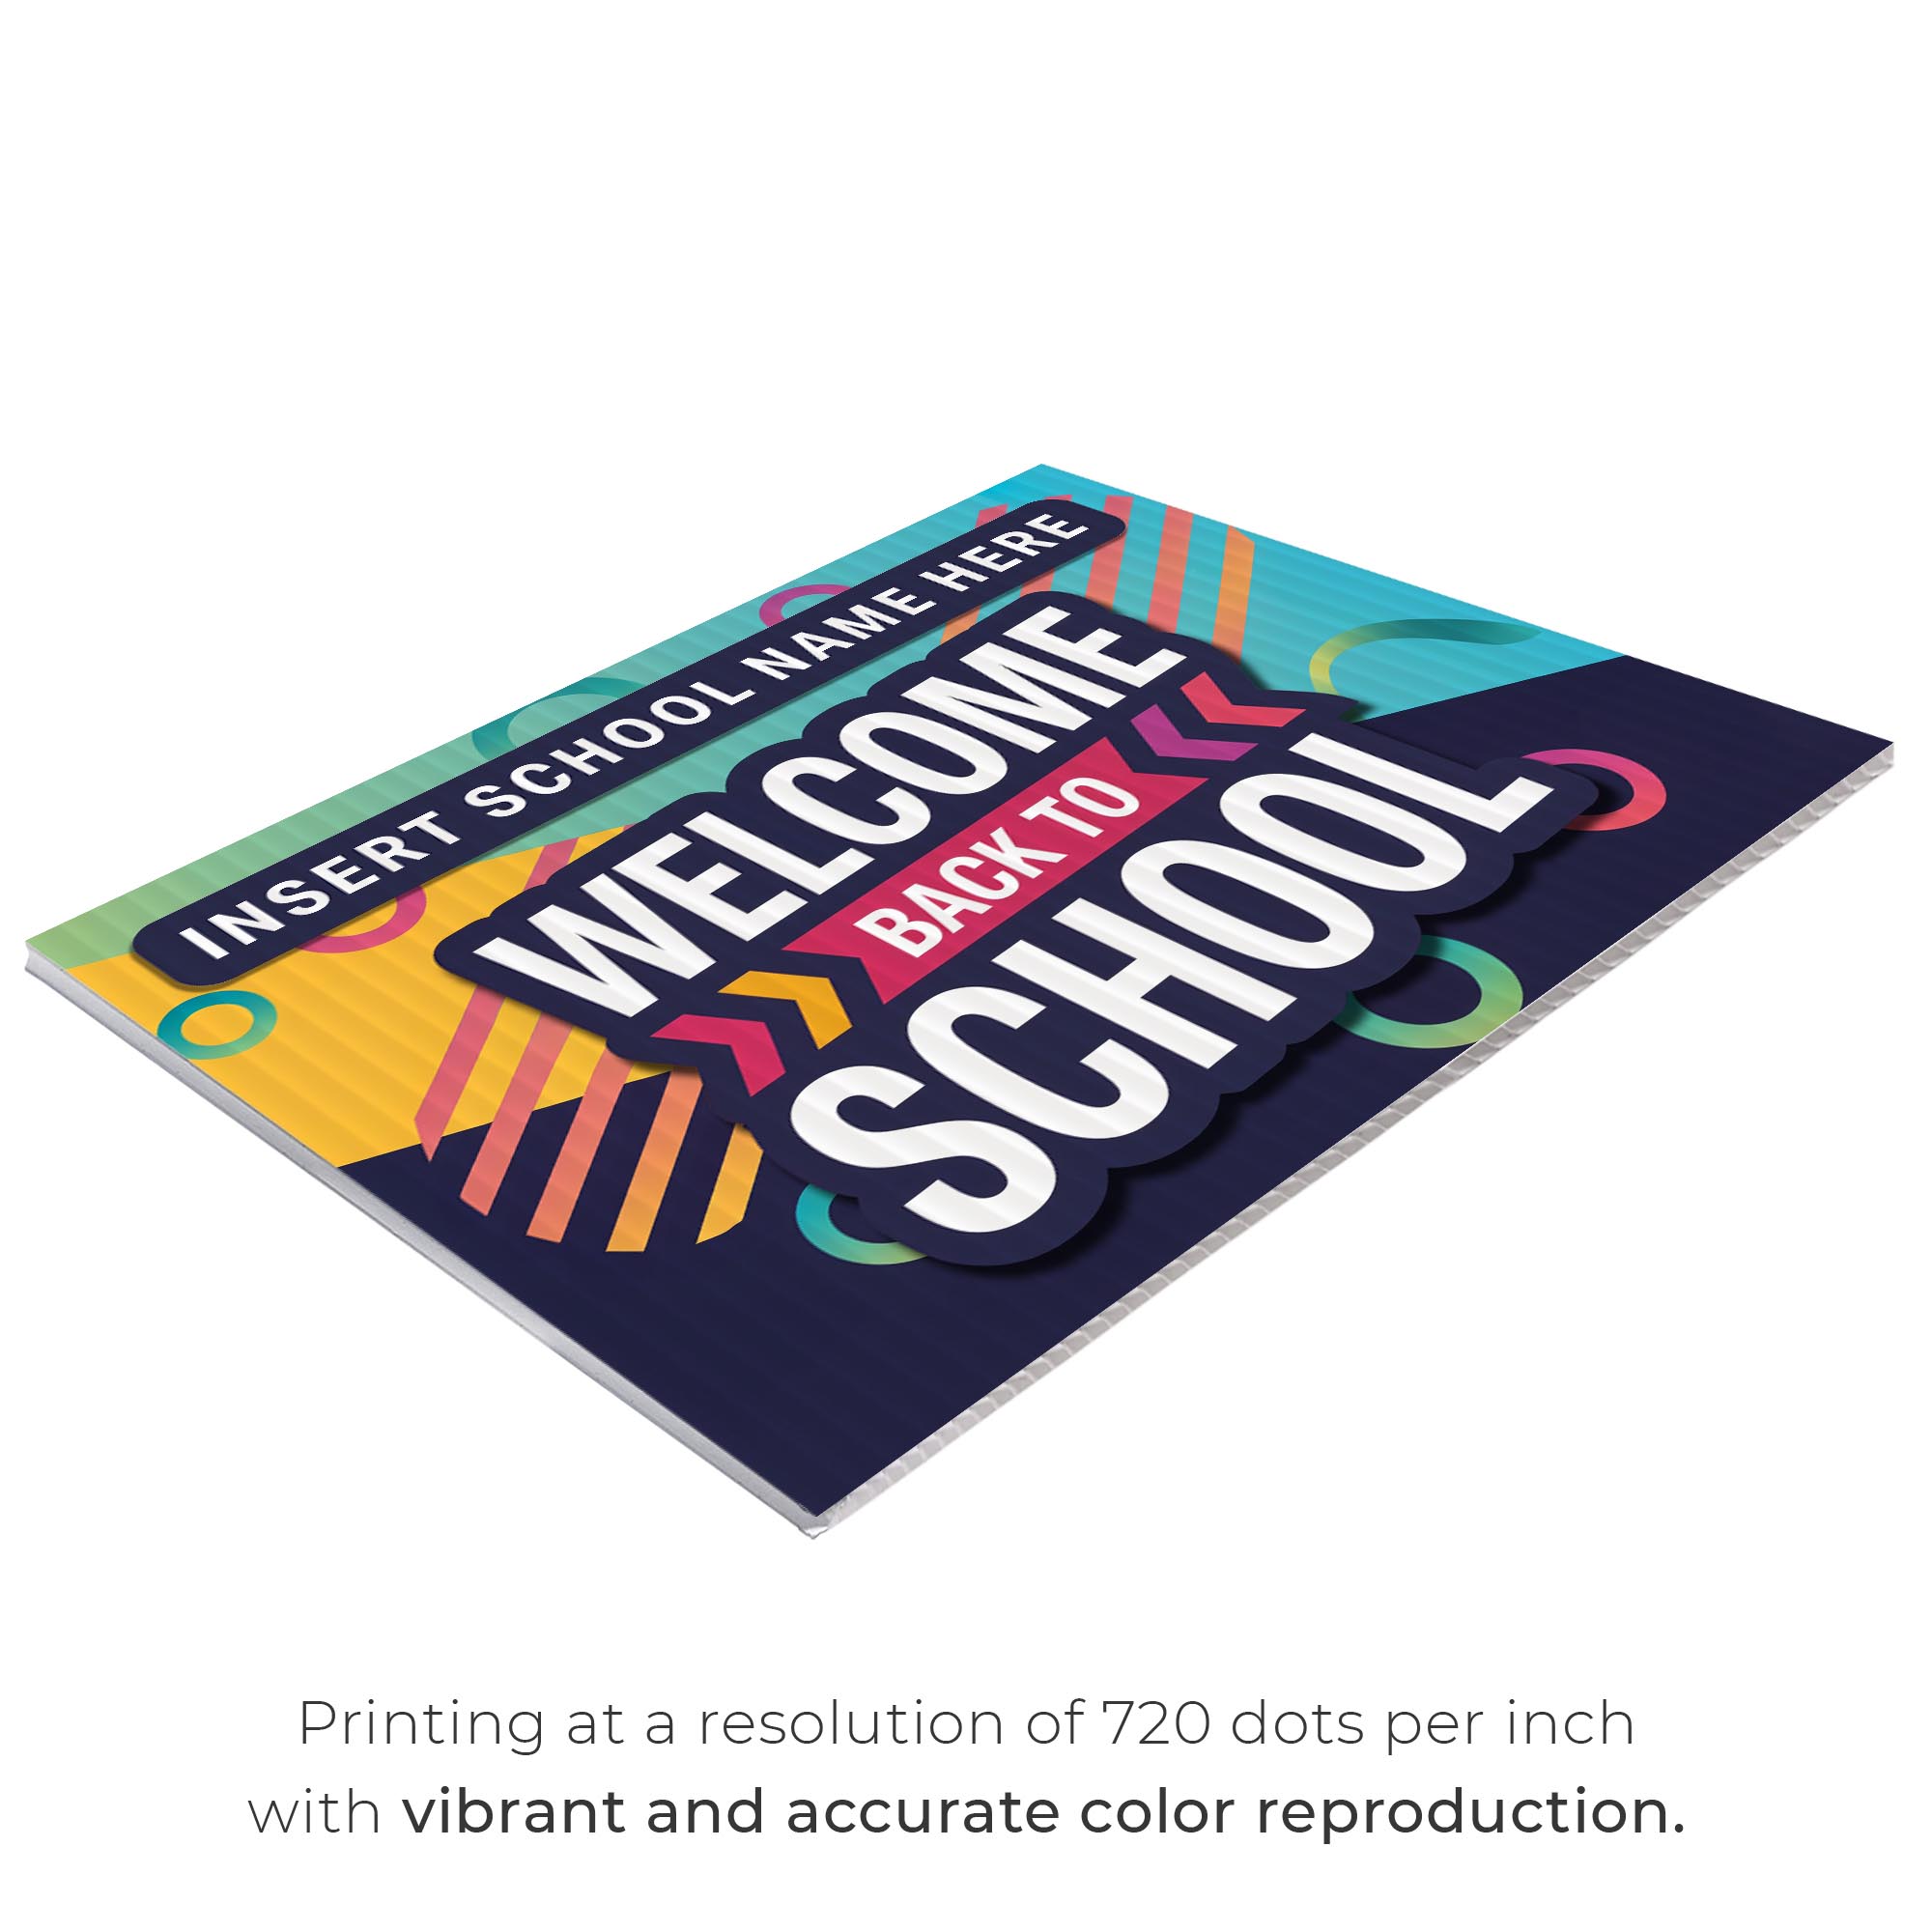 INSERT SCHOOL NAME HERE
WELCOME
BACK TO
SCHOOL
Printing at a resolution of 720 dots per inch
with vibrant and accurate color reproduction.